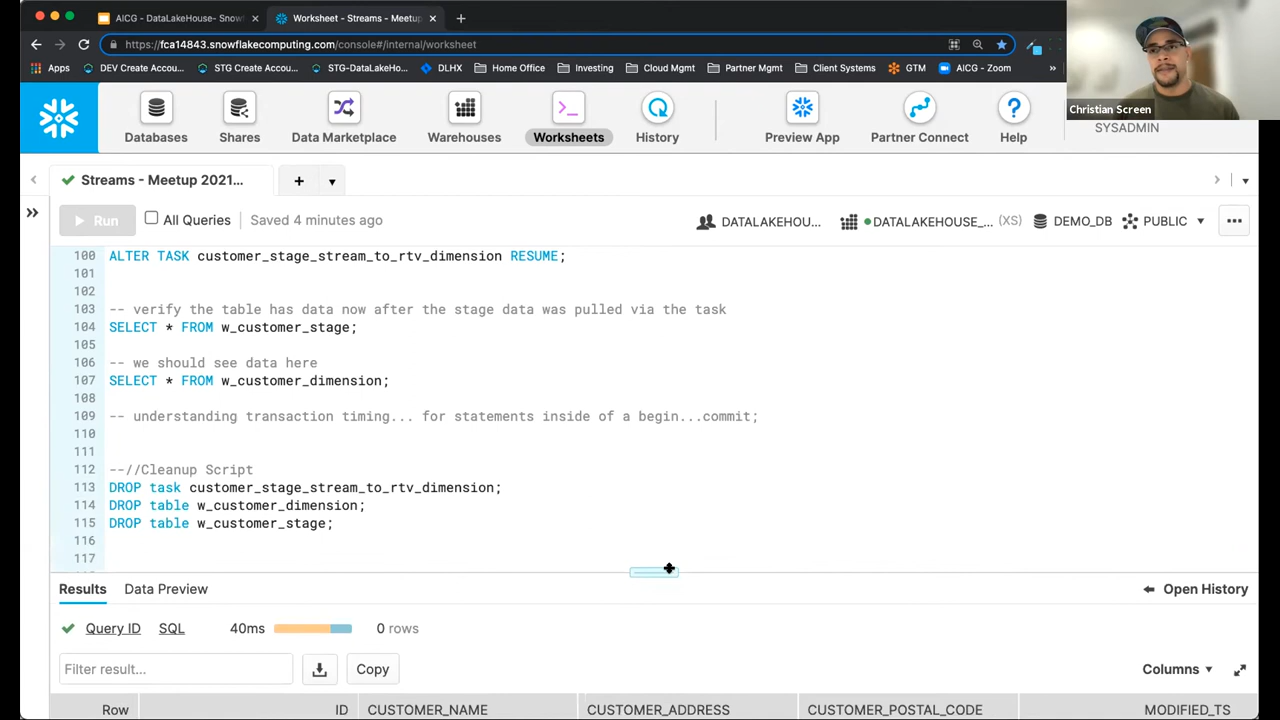 AICG - DataLakeHouse- Snowf
Worksheet - Streams - Meetup
https://fca14843.snowflakecomputing.com/console#/internal/worksheet
Apps
DEV Create Accou...
STG Create Accoun...
STG-DataLakeHo...
DLHX
Home Office
Investing
Cloud Mgmt
Partner Mgmt
Client Systems
GTM
AICG - Zoom
»
Christian Screen
Databases
Shares
Data Marketplace
Warehouses
Worksheets
History
Preview App
Partner Connect
Help
SYSADMIN
Streams - Meetup 2021...
Run
All Queries
Saved 4 minutes ago
DATALAKEHOU...
DATALAKEHOUSE_... (XS)
DEMO_DB
PUBLIC
100 ALTER TASK customer_stage_stream_to_rtv_dimension RESUME;
101
102
103 -- verify the table has data now after the stage data was pulled via the task
104 SELECT * FROM w_customer_stage;
105
106 -- we should see data here
107 SELECT * FROM w_customer_dimension;
108
109 -- understanding transaction timing... for statements inside of a begin...commit;
110
111
112 --//Cleanup Script
113 DROP task customer_stage_stream_to_rtv_dimension;
114 DROP table w_customer_dimension;
115 DROP table w_customer_stage;
116
117
Results
Data Preview
Open History
Query ID
SQL
40ms
0 rows
Filter result...
Copy
Columns
Row
ID
CUSTOMER_NAME
CUSTOMER_ADDRESS
CUSTOMER_POSTAL_CODE
MODIFIED_TS